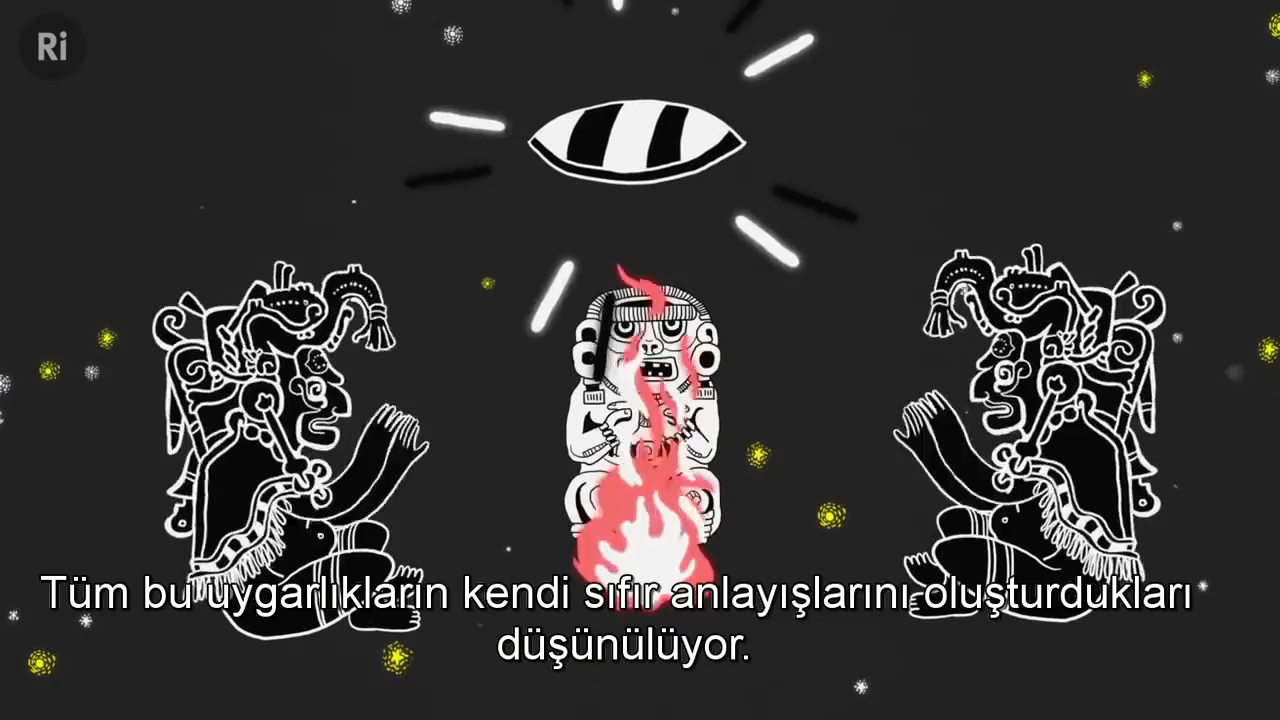 Ri
Tüm bu uygarlıkların kendi sıfır anlayışlarını oluşturdukları
düşünülüyor.